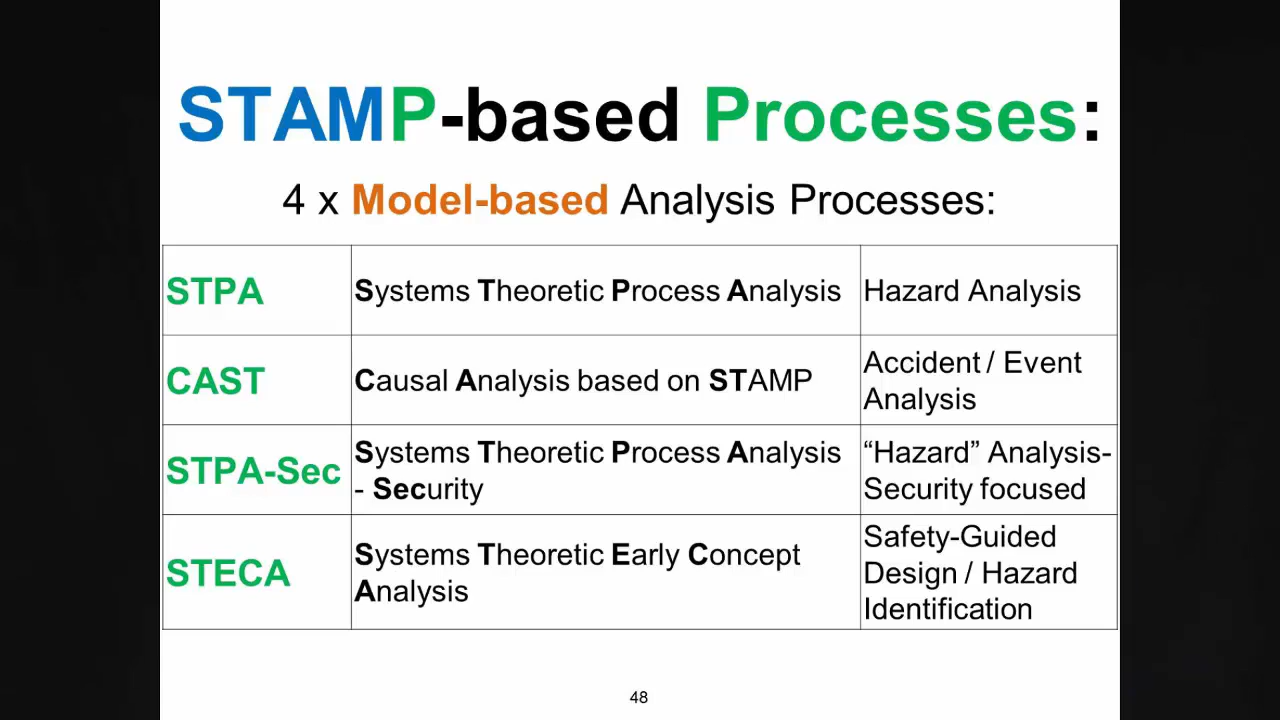 STAMP-based Processes:
4 x Model-based Analysis Processes:
STPA
Systems Theoretic Process Analysis
Hazard Analysis
CAST
Causal Analysis based on STAMP
Accident / Event
Analysis
STPA-Sec
Systems Theoretic Process Analysis
- Security
“Hazard” Analysis-
Security focused
STECA
Systems Theoretic Early Concept
Analysis
Safety-Guided
Design / Hazard
Identification
48